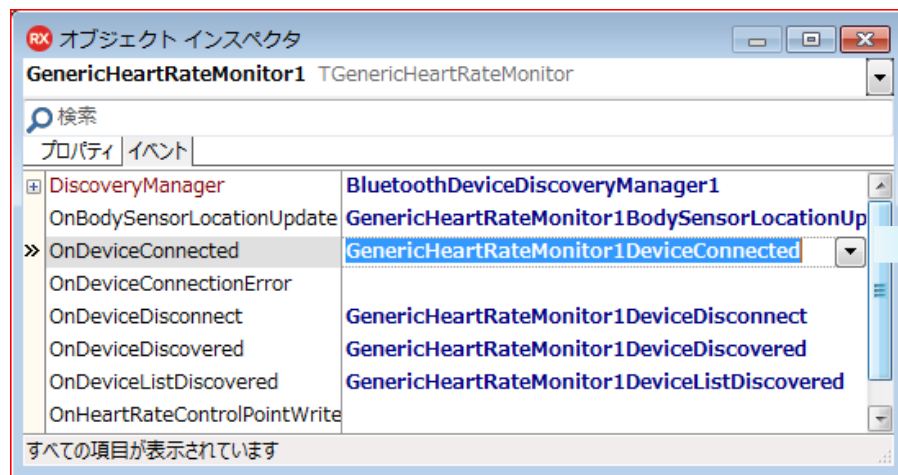 RX オブジェクト インスペクタ
GenericHeartRateMonitor1 TGenericHeartRateMonitor
検索
プロパティ イベント
DiscoveryManager BluetoothDeviceDiscoveryManager1
OnBodySensorLocationUpdate GenericHeartRateMonitor1BodySensorLocationUp
OnDeviceConnected GenericHeartRateMonitor1DeviceConnected
OnDeviceConnectionError
OnDeviceDisconnect GenericHeartRateMonitor1DeviceDisconnect
OnDeviceDiscovered GenericHeartRateMonitor1DeviceDiscovered
OnDeviceListDiscovered GenericHeartRateMonitor1DeviceListDiscovered
OnHeartRateControlPointWrite
すべての項目が表示されています